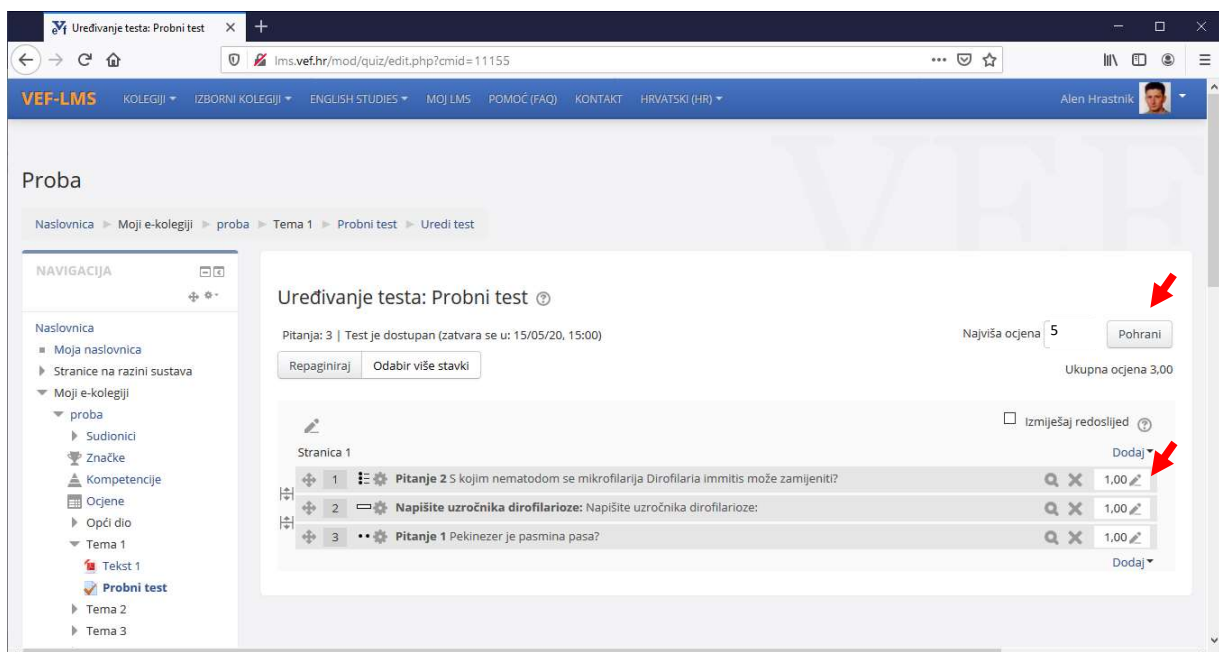 Uređivanje testa: Probni test
lms.vef.hr/mod/quiz/edit.php?cmid=11155
VEF-LMS KOLEGIJI IZBORNI KOLEGIJI ENGLISH STUDIES MOJ LMS POMOĆ (FAQ) KONTAKT HRVATSKI (HR) Alen Hrastnik
VEF
Proba
Naslovnica Moji e-kolegiji proba Tema 1 Probni test Uredi test
NAVIGACIJA
Naslovnica
Moja naslovnica
Stranice na razini sustava
Moji e-kolegiji
proba
Sudionici
Značke
Kompetencije
Ocjene
Opći dio
Tema 1
Tekst 1
Probni test
Tema 2
Tema 3
Uređivanje testa: Probni test
Pitanja: 3 | Test je dostupan (zatvara se u: 15/05/20, 15:00)
Najviša ocjena 5 Pohrani
Repaginiraj Odabir više stavki
Ukupna ocjena 3,00
Izmiješaj redoslijed
Stranica 1 Dodaj
1 Pitanje 2 S kojim nematodom se mikrofilarija Dirofilaria immitis može zamijeniti? 1,00
2 Napišite uzročnika dirofilarioze: Napišite uzročnika dirofilarioze: 1,00
3 Pitanje 1 Pekinezer je pasmina pasa? 1,00
Dodaj